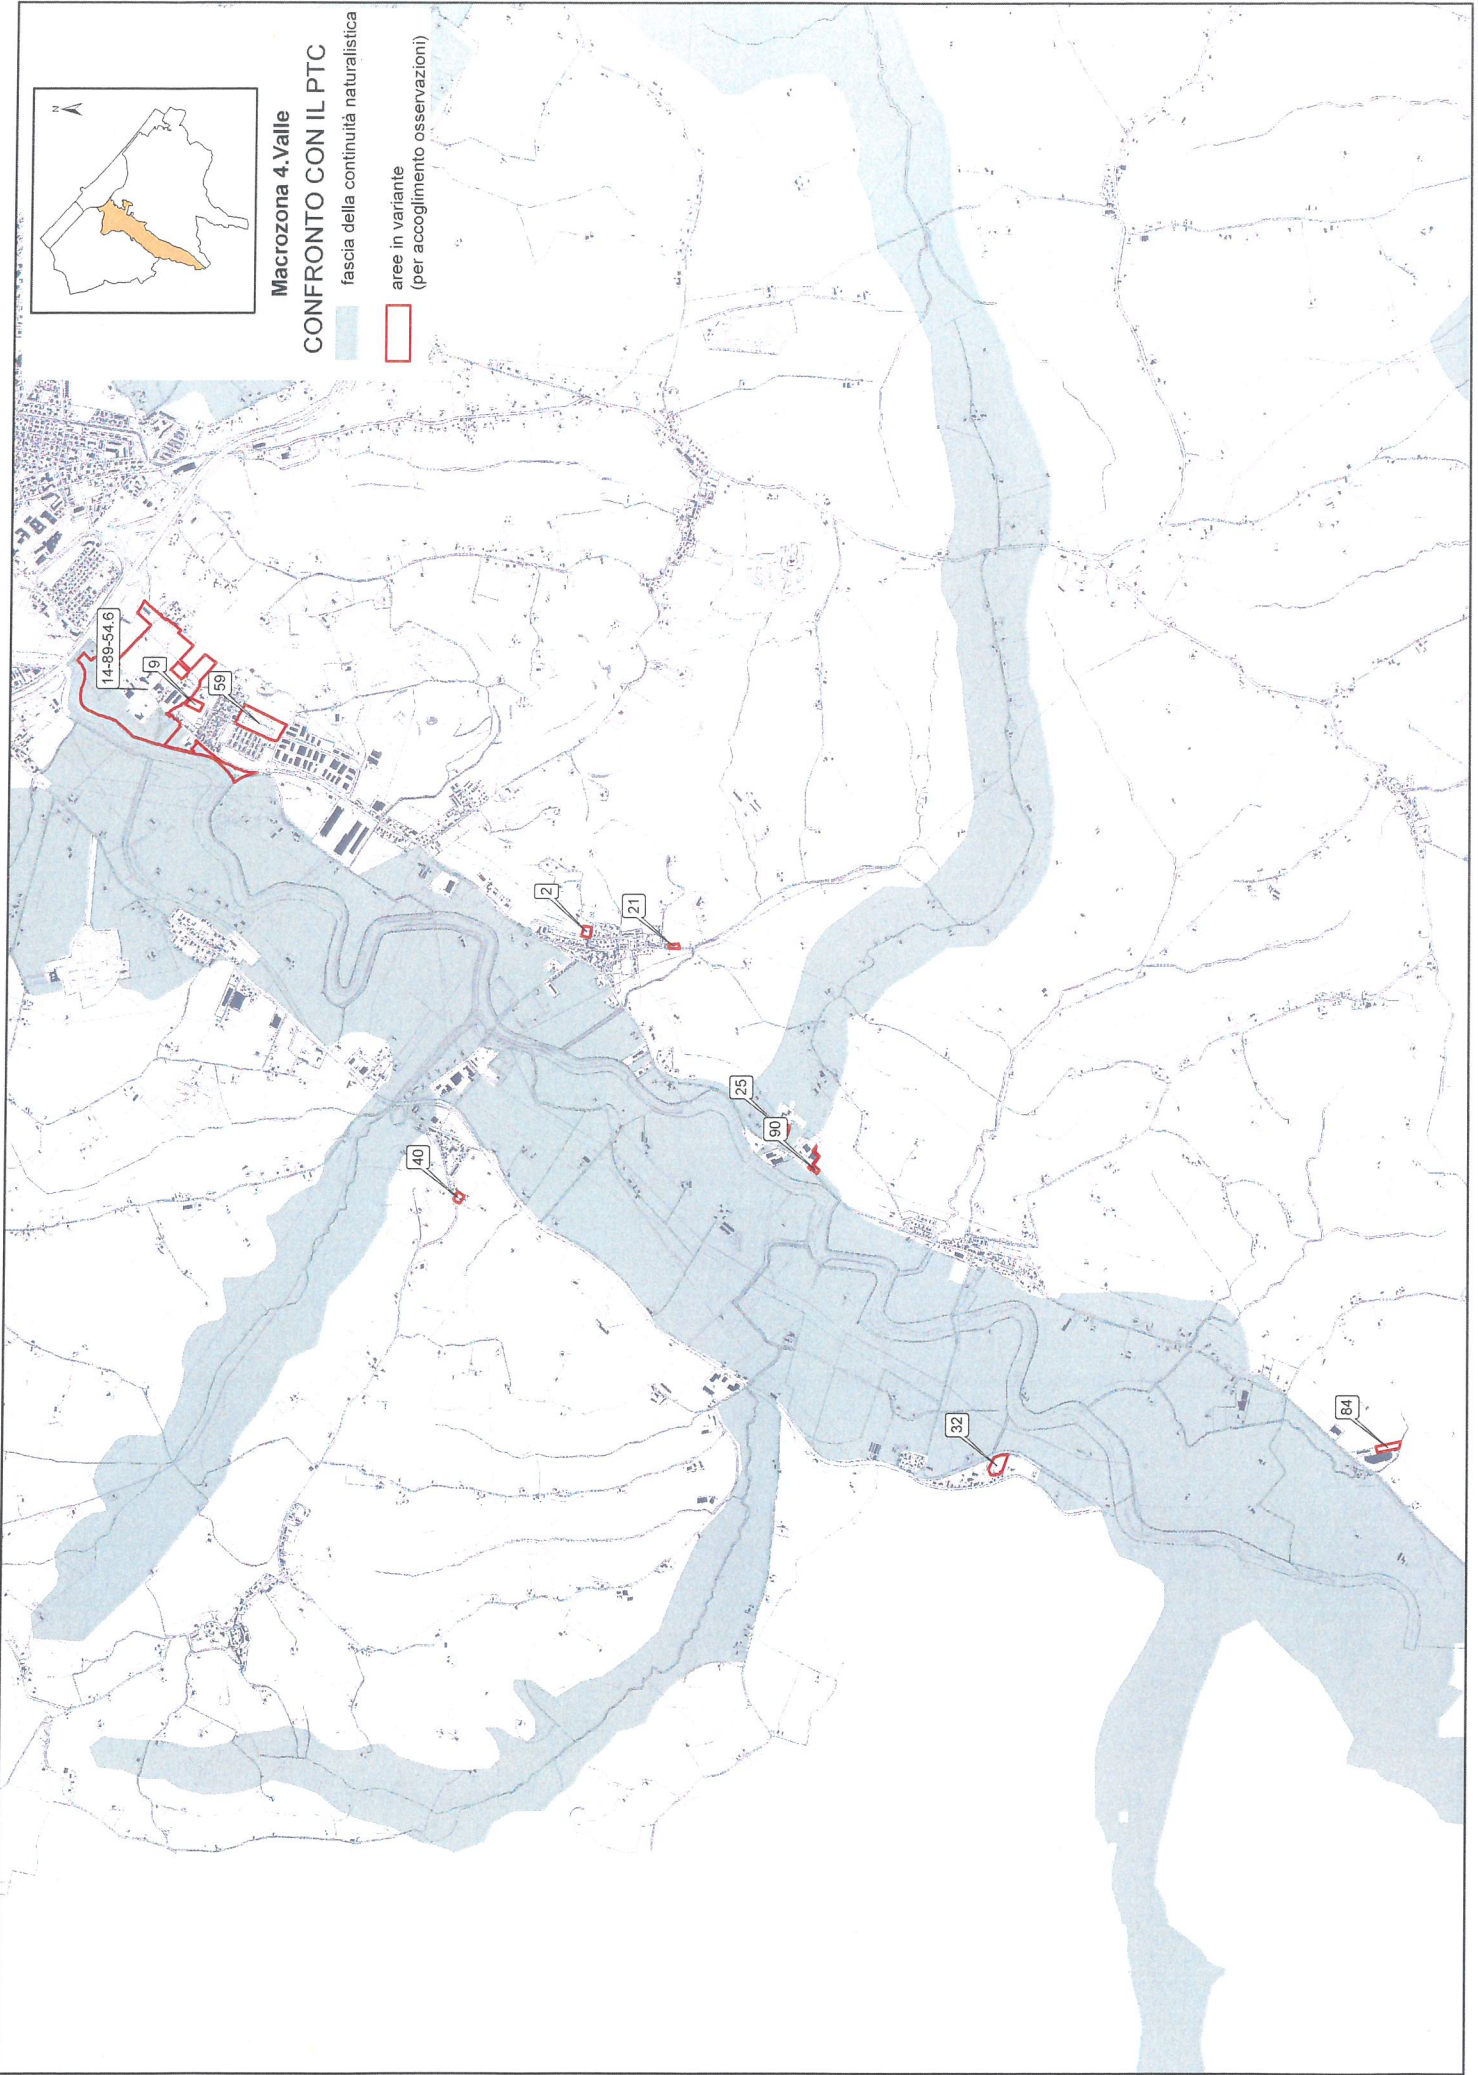 N
Macrozona 4.Valle
CONFRONTO CON IL PTC
fascia della continuità naturalistica
aree in variante
(per accoglimento osservazioni)
14-89-54.6
19
59
2
21
40
25
90
32
84